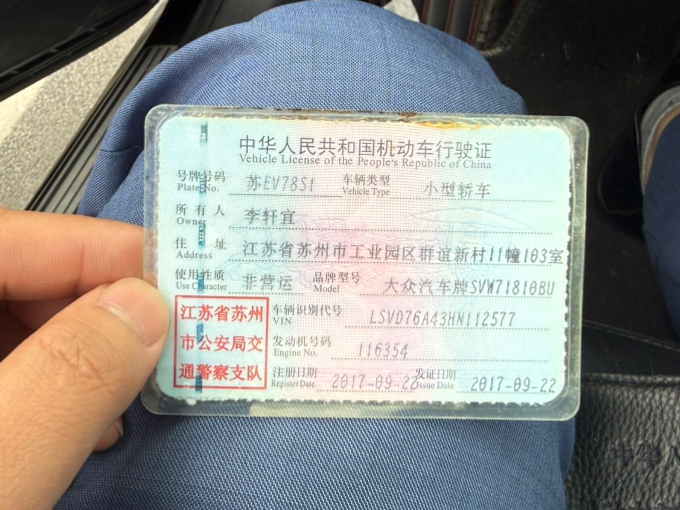 中华人民共和国机动车行驶证
Vehicle License of the People's Republic of China
号牌号码 苏EV78S1 车辆类型 小型轿车
Plate No. Vehicle Type
所有人 李轩宜
Owner
住址 江苏省苏州市工业园区群谊新村11幢103室
Address
使用性质 非营运 品牌型号 大众汽车牌SVW71810BU
Use Character Model
江苏省苏州
市公安局交
通警察支队
车辆识别代号 LSVD76A43HN112577
VIN
发动机号码 116354
Engine No.
注册日期 2017-09-22 发证日期 2017-09-22
Register Date Issue Date